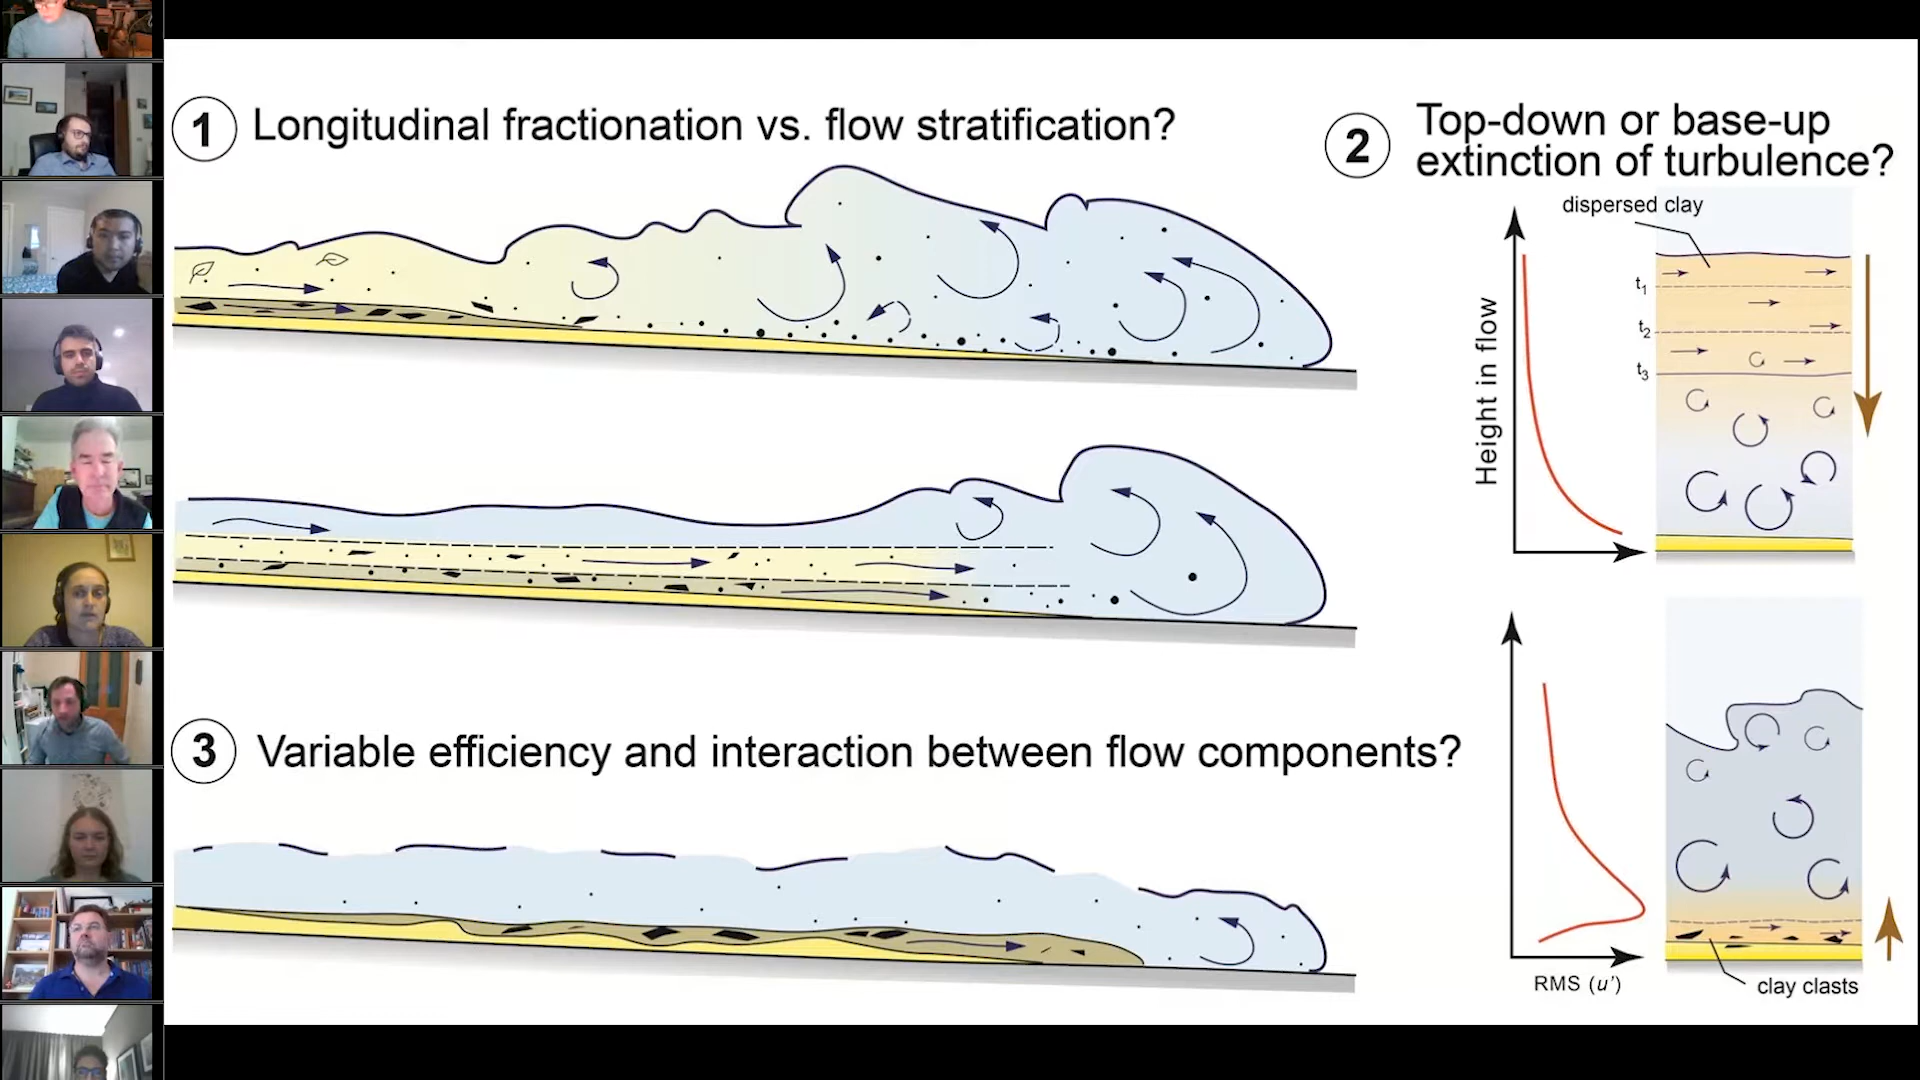 1 Longitudinal fractionation vs. flow stratification?
2 Top-down or base-up
extinction of turbulence?
dispersed clay
t1
t2
t3
Height in flow
3 Variable efficiency and interaction between flow components?
RMS (u')
clay clasts